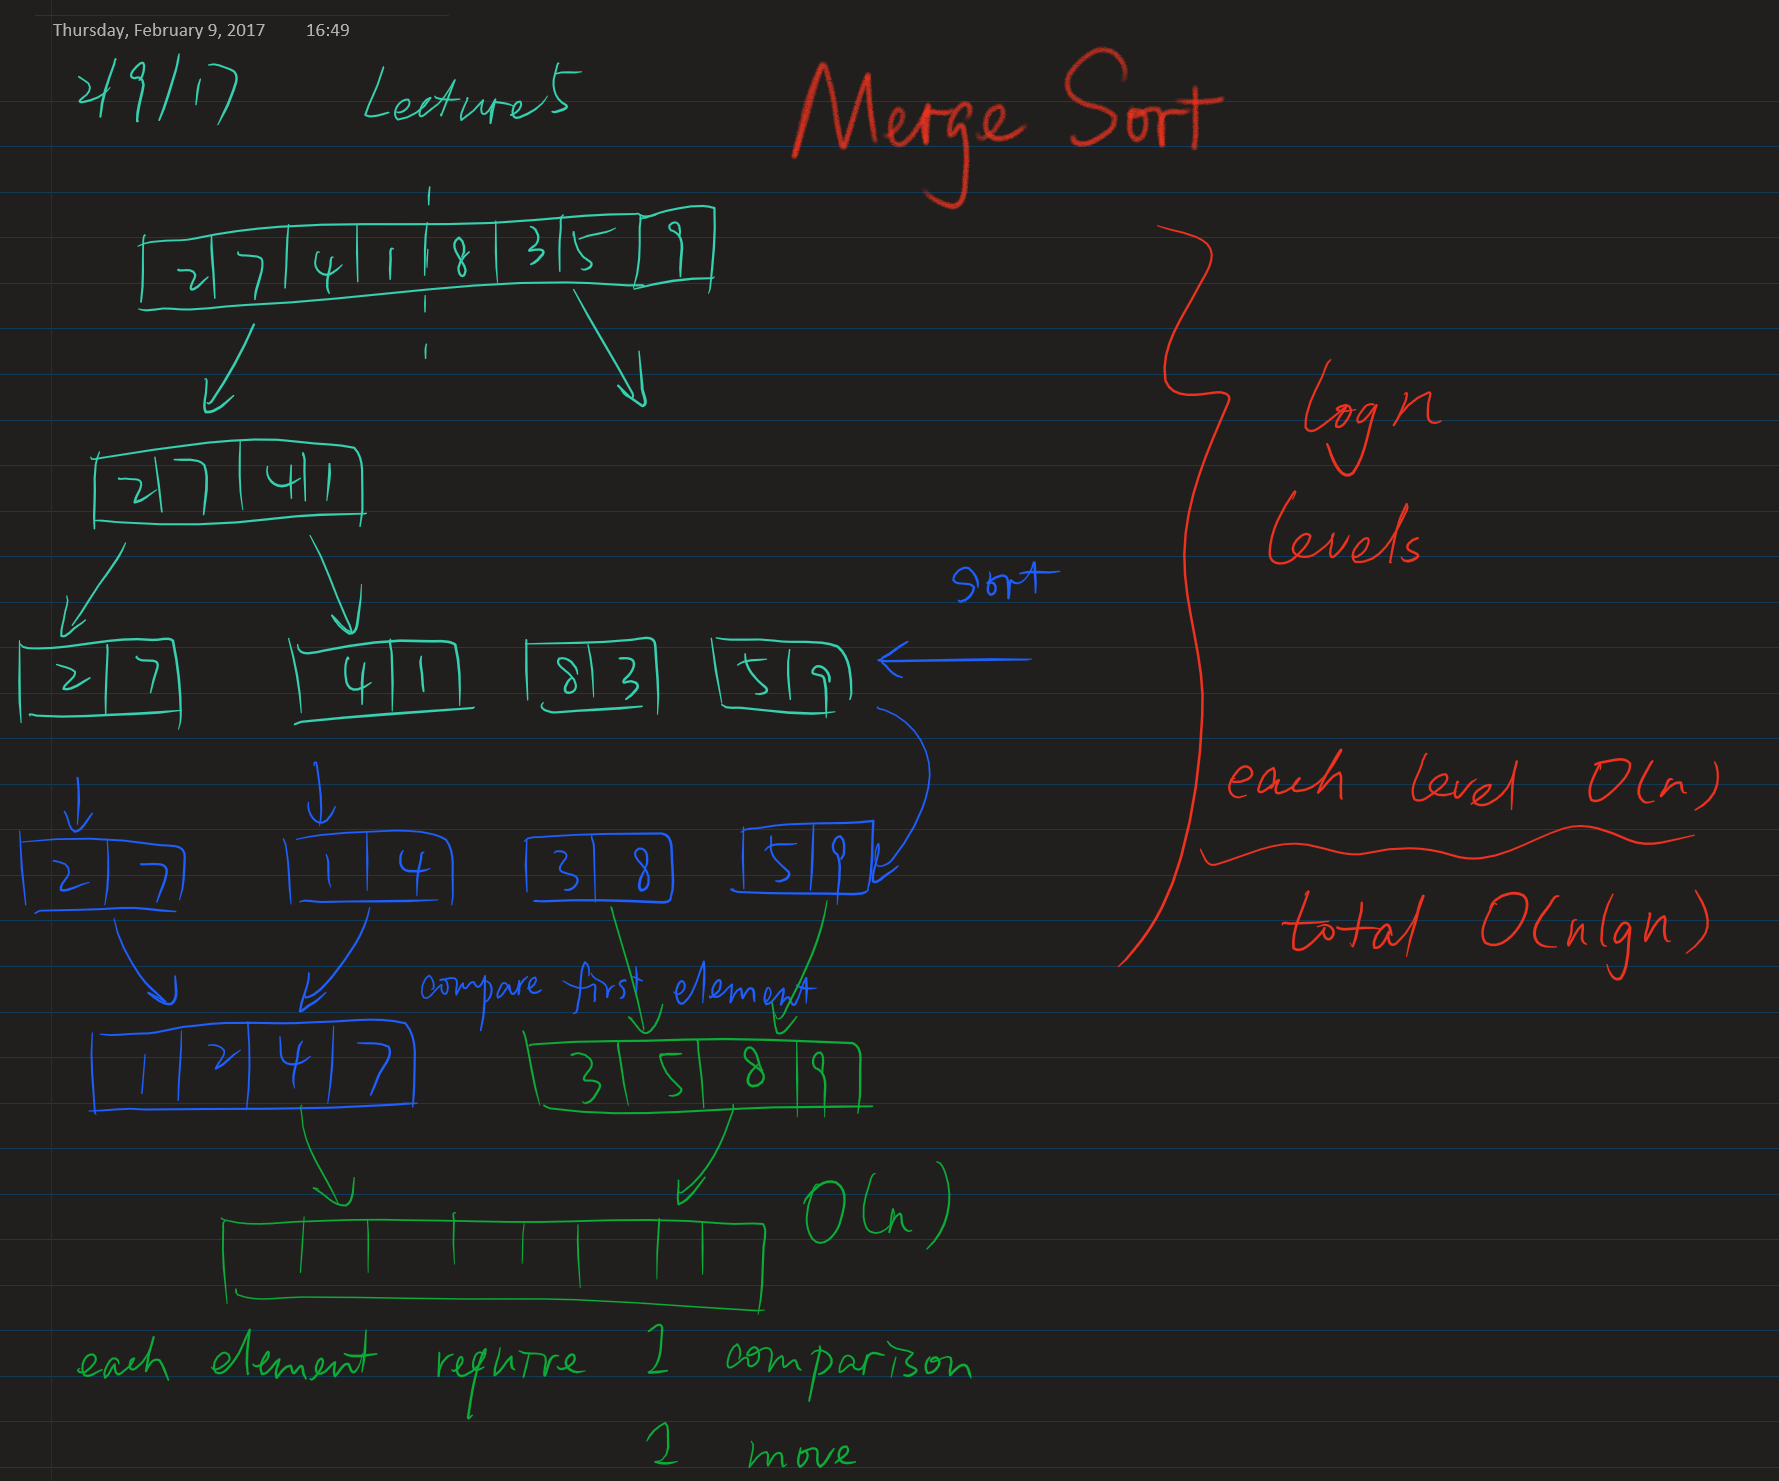 Thursday, February 9, 2017 16:49
2/9/17 Lecture5
Merge Sort
2 7 4 1 8 3 5 9
log n
levels
2 7 4 1
sort
2 7 4 1 8 3 5 9
each level O(n)
2 7 1 4 3 8 5 9
total O(nlgn)
compare first element
1 2 4 7 3 5 8 9
O(n)
each element require 1 comparison
1 move